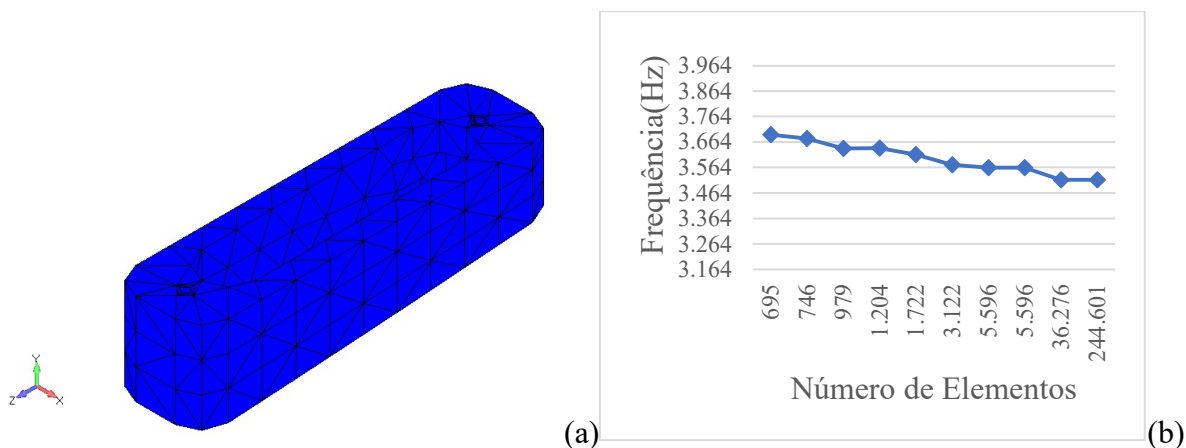 Y
Z
X
(a)
Frequência(Hz)
3.964
3.864
3.764
3.664
3.564
3.464
3.364
3.264
3.164
695
746
979
1.204
1.722
3.122
5.596
5.596
36.276
244.601
Número de Elementos
(b)